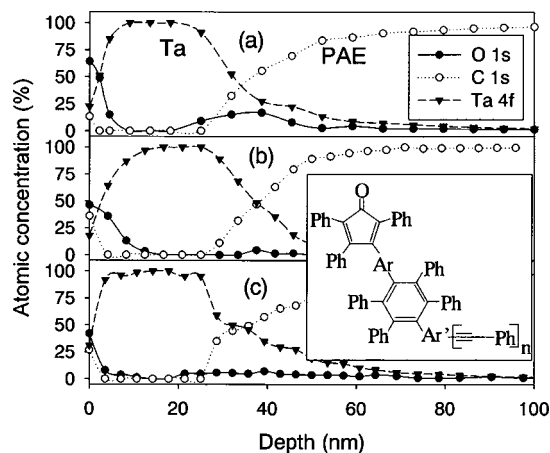 Atomic concentration (%)
100
75
50
25
0
Ta
(a)
PAE
O 1s
C 1s
Ta 4f
100
75
50
25
0
(b)
100
75
50
25
0
(c)
O
Ph
Ph
Ph
Ph
Ar
Ph
Ph
Ph
Ph
Ar'
Ph
n
0
20
40
60
80
100
Depth (nm)